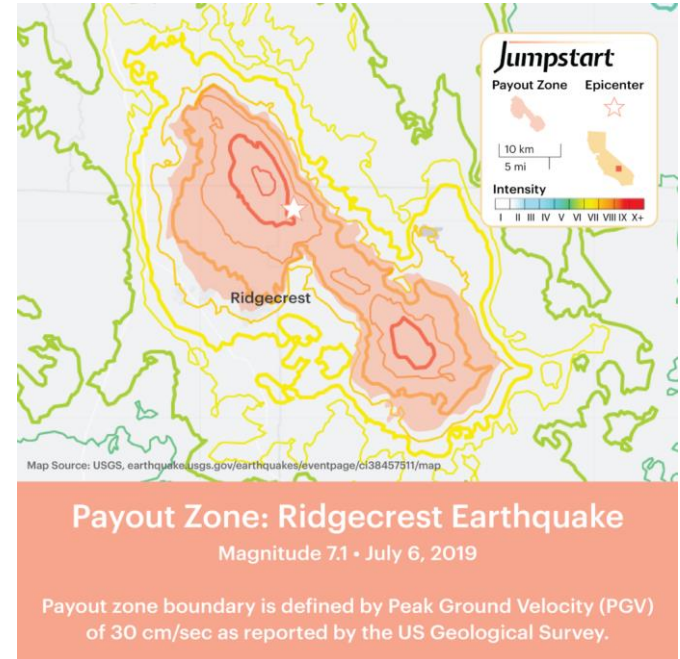 Jumpstart
Payout Zone Epicenter
10 km
5 mi
Intensity
I II III IV V VI VII VIII IX X+
Ridgecrest
Map Source: USGS, earthquake.usgs.gov/earthquakes/eventpage/ci38457511/map
Payout Zone: Ridgecrest Earthquake
Magnitude 7.1 • July 6, 2019
Payout zone boundary is defined by Peak Ground Velocity (PGV)
of 30 cm/sec as reported by the US Geological Survey.